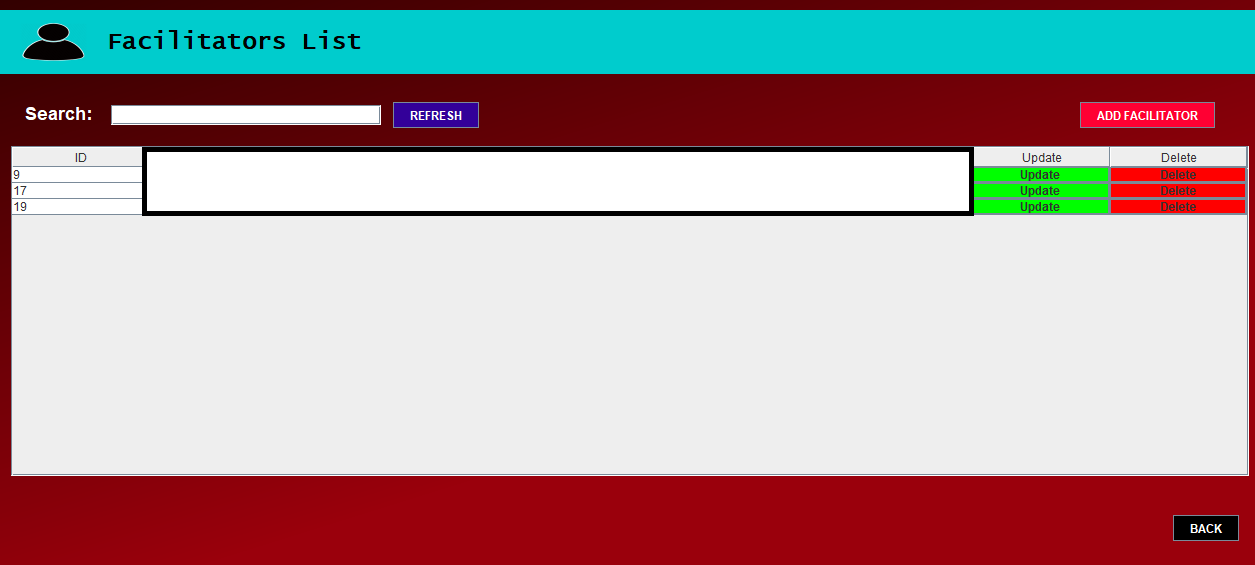 Facilitators List
Search: REFRESH ADD FACILITATOR
ID Update Delete
9 Update Delete
17 Update Delete
19 Update Delete
BACK